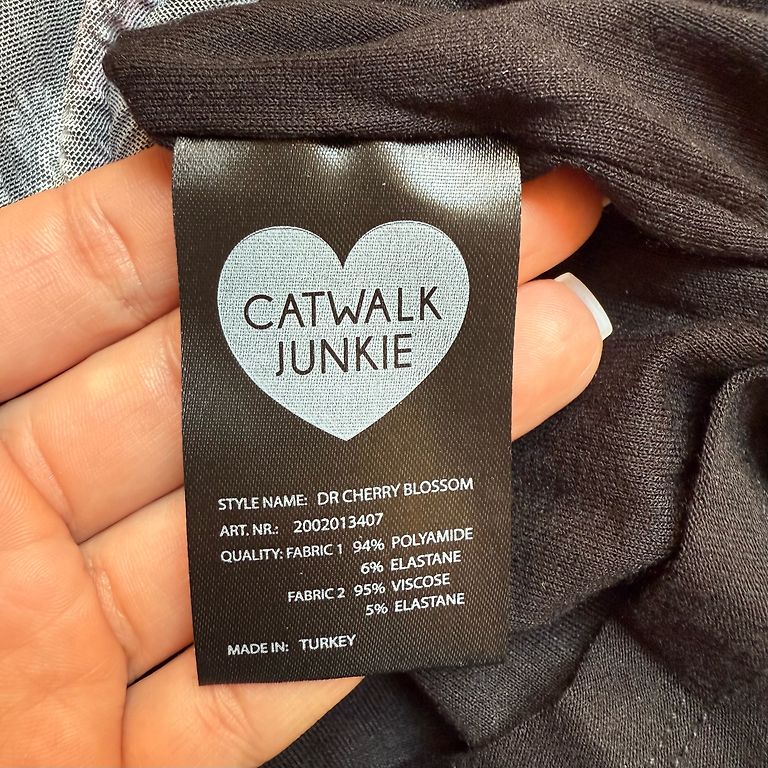 CATWALK
JUNKIE
STYLE NAME: DR CHERRY BLOSSOM
ART. NR.: 2002013407
QUALITY: FABRIC 1 94% POLYAMIDE
6% ELASTANE
FABRIC 2 95% VISCOSE
5% ELASTANE
MADE IN: TURKEY